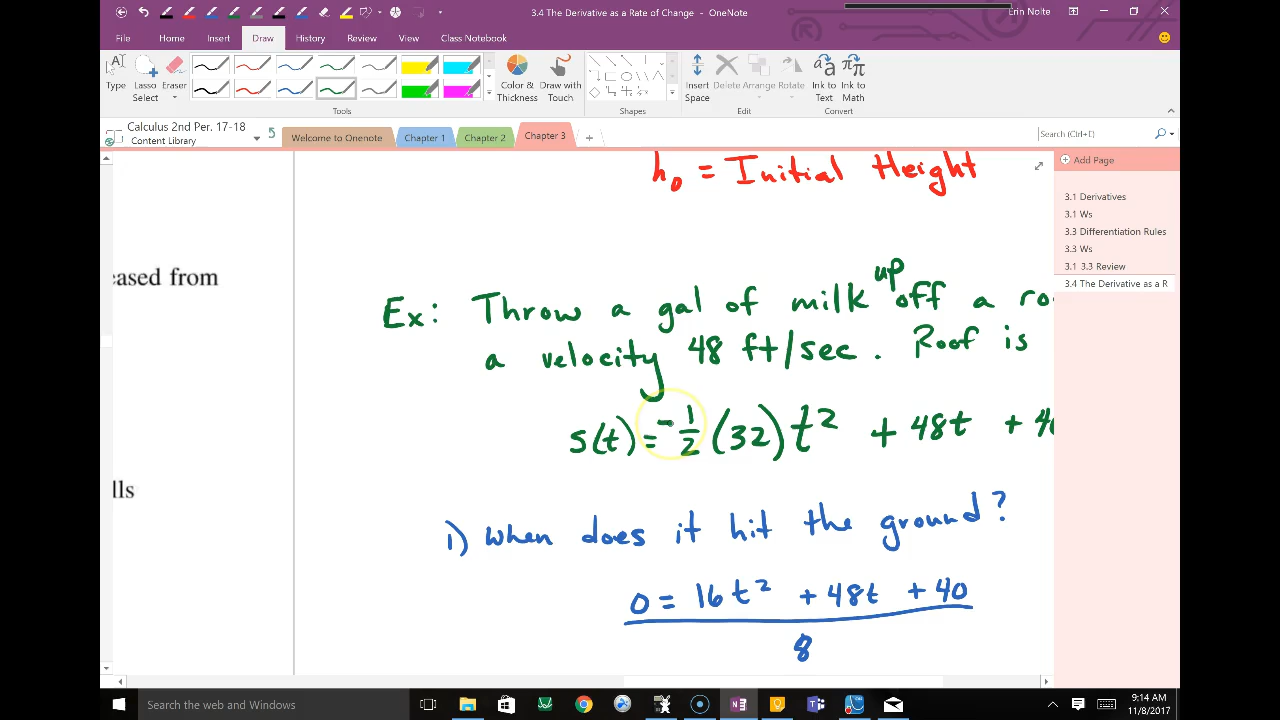 3.4 The Derivative as a Rate of Change - OneNote
Erin Nolte
File Home Insert Draw History Review View Class Notebook
Type Lasso Select Eraser Color & Thickness Draw with Touch Insert Space Delete Arrange Rotate Ink to Text Ink to Math
Tools Shapes Edit Convert
Calculus 2nd Per. 17-18
Content Library
Welcome to Onenote Chapter 1 Chapter 2 Chapter 3
Search (Ctrl+E)
Add Page
3.1 Derivatives
3.1 Ws
3.3 Differentiation Rules
3.3 Ws
3.1 3.3 Review
3.4 The Derivative as a R
eased from
lls
h₀ = Initial Height
Ex: Throw a gal of milk up off a ro
a velocity 48 ft/sec. Roof is
s(t) = -1/2 (32)t² + 48t + 40
1) When does it hit the ground?
0 = 16t² + 48t + 40
8
Search the web and Windows
9:14 AM
11/8/2017